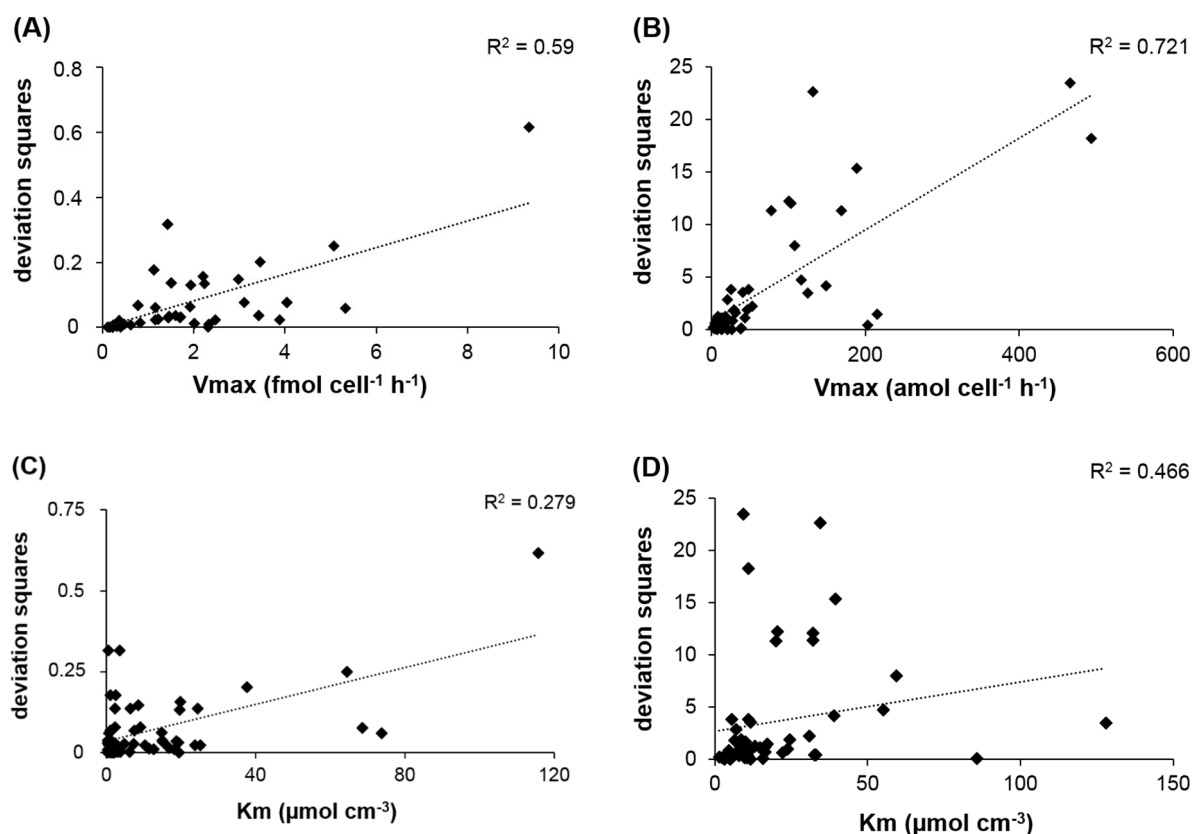 (A)
R² = 0.59
deviation squares
0.8
0.6
0.4
0.2
0
0 2 4 6 8 10
Vmax (fmol cell⁻¹ h⁻¹)
(B)
R² = 0.721
deviation squares
25
20
15
10
5
0
0 200 400 600
Vmax (amol cell⁻¹ h⁻¹)
(C)
R² = 0.279
deviation squares
0.75
0.5
0.25
0
0 40 80 120
Km (µmol cm⁻³)
(D)
R² = 0.466
deviation squares
25
20
15
10
5
0
0 50 100 150
Km (µmol cm⁻³)